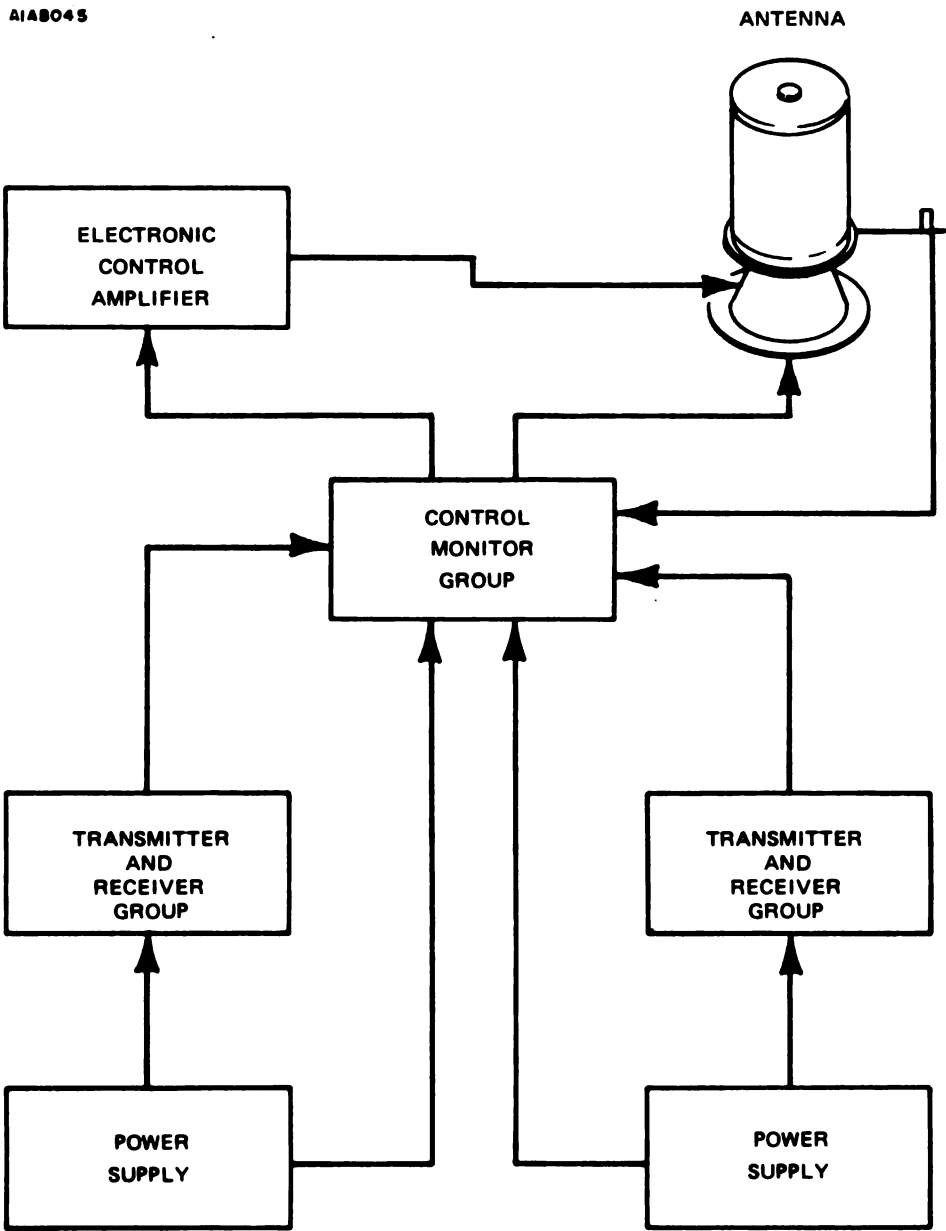 A1AB045
ANTENNA
ELECTRONIC
CONTROL
AMPLIFIER
CONTROL
MONITOR
GROUP
TRANSMITTER
AND
RECEIVER
GROUP
TRANSMITTER
AND
RECEIVER
GROUP
POWER
SUPPLY
POWER
SUPPLY